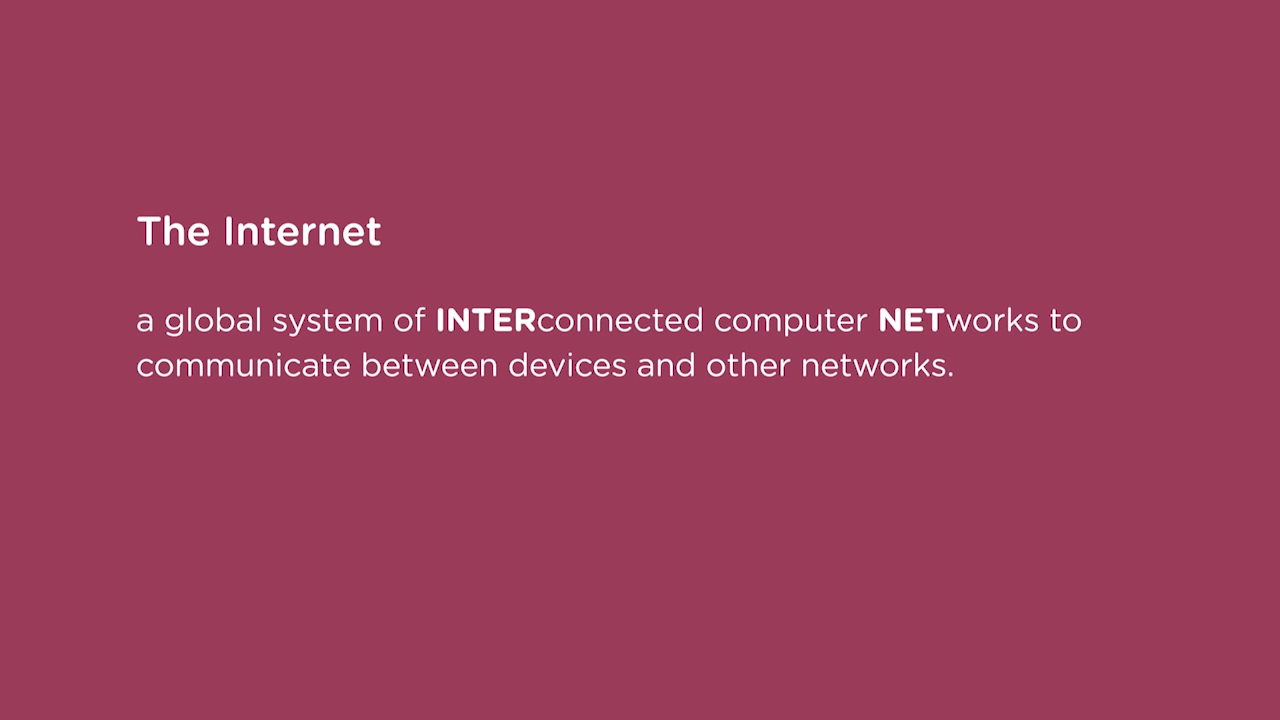 The Internet
a global system of INTERconnected computer NETworks to
communicate between devices and other networks.